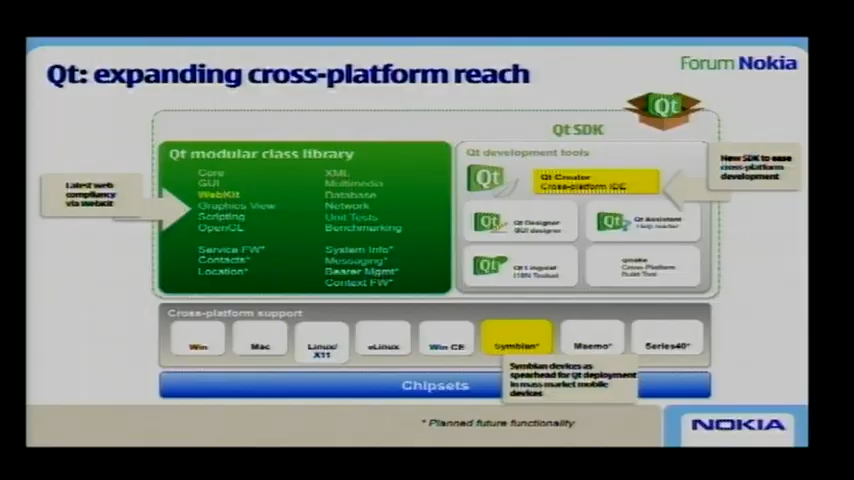 Qt: expanding cross-platform reach
Forum Nokia
Qt
Qt SDK
Qt modular class library
Core
GUI
WebKit
Graphics View
Scripting
OpenGL
Service FW*
Contacts*
Location*
XML
Multimedia
Database
Network
Unit Tests
Benchmarking
System Info*
Messaging*
Bearer Mgmt*
Context FW*
Latest web
compliancy
via webkit
Qt development tools
Qt
Qt Creator
Cross-platform IDE
New SDK to ease
cross-platform
development
Qt
Qt Designer
GUI designer
Qt
Qt Assistant
Help reader
Qt
Qt Linguist
I18N Toolset
qmake
Cross-Platform
Build Tool
Cross-platform support
Win
Mac
Linux/
X11
eLinux
Win CE
Symbian*
Maemo*
Series40*
Symbian devices as
spearhead for Qt deployment
in mass market mobile
devices
Chipsets
* Planned future functionality
NOKIA